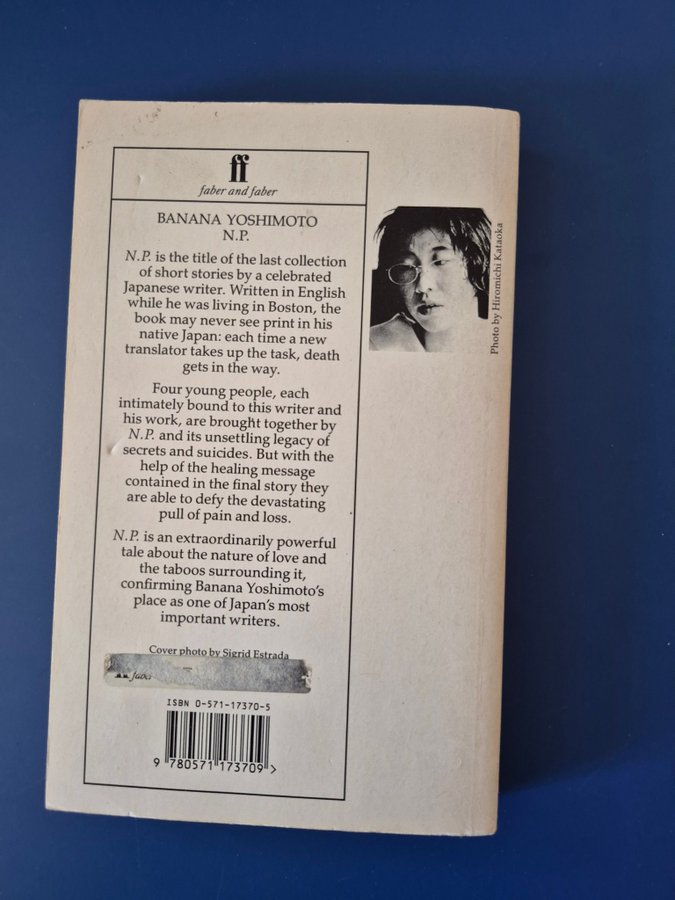 ff
faber and faber
BANANA YOSHIMOTO
N.P.
N.P. is the title of the last collection
of short stories by a celebrated
Japanese writer. Written in English
while he was living in Boston, the
book may never see print in his
native Japan: each time a new
translator takes up the task, death
gets in the way.
Four young people, each
intimately bound to this writer and
his work, are brought together by
N.P. and its unsettling legacy of
secrets and suicides. But with the
help of the healing message
contained in the final story they
are able to defy the devastating
pull of pain and loss.
N.P. is an extraordinarily powerful
tale about the nature of love and
the taboos surrounding it,
confirming Banana Yoshimoto's
place as one of Japan's most
important writers.
Cover photo by Sigrid Estrada
faber
ISBN 0-571-17370-5
9 780571 173709 >
Photo by Hiromichi Kataoka